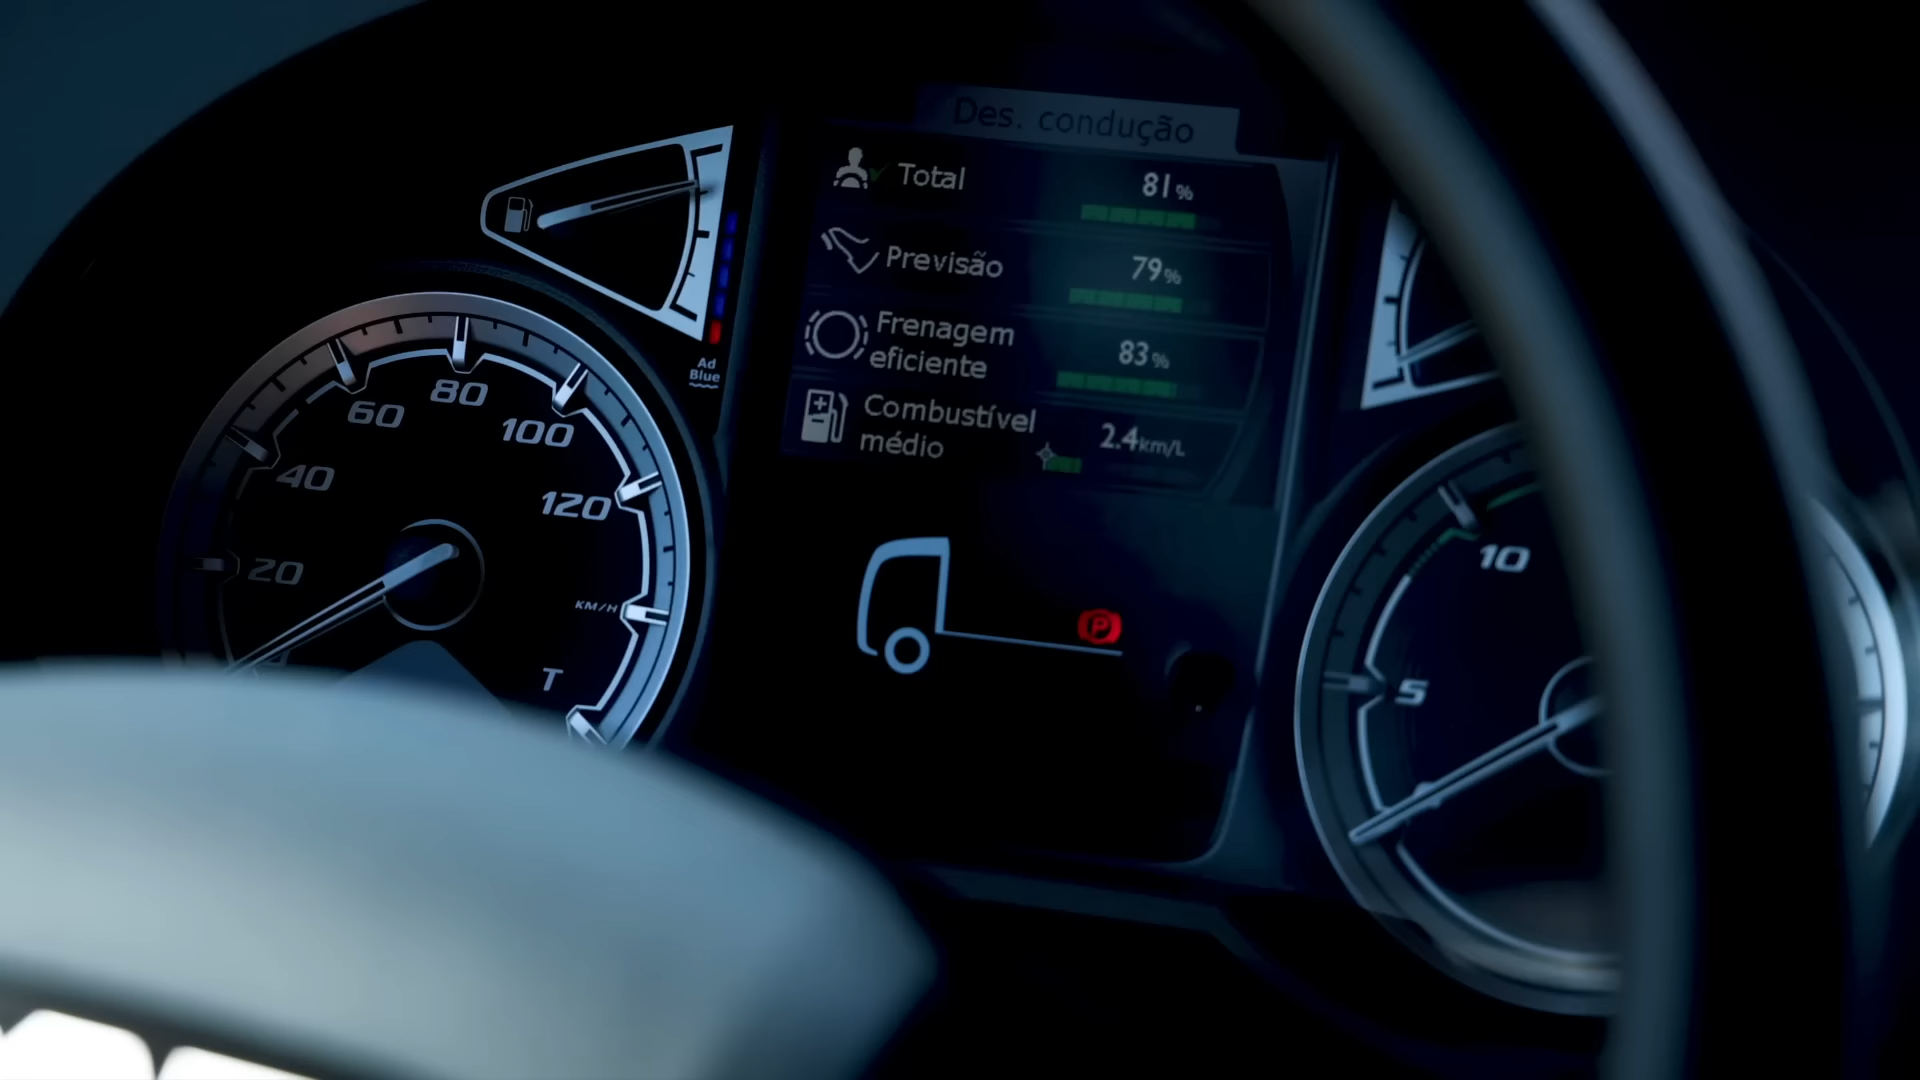 Des. condução
Total
81%
Previsão
79%
Frenagem
eficiente
83%
Combustível
médio
2.4km/L
Ad
Blue
20
40
60
80
100
120
KM/H
T
P
5
10